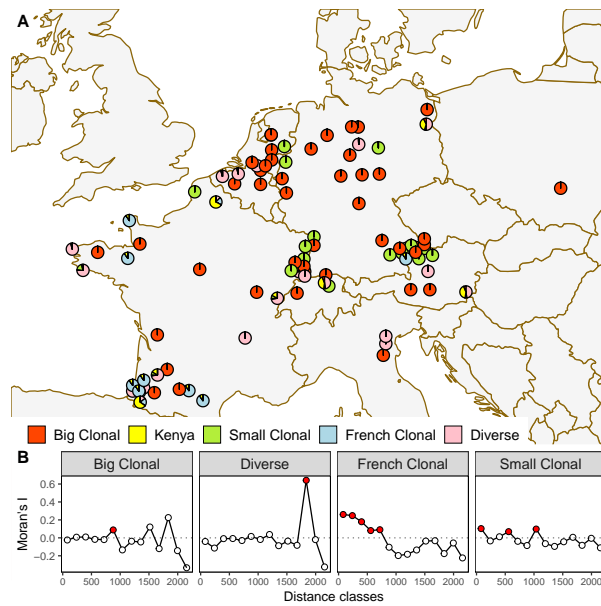 A
Big Clonal Kenya Small Clonal French Clonal Diverse
B
Big Clonal Diverse French Clonal Small Clonal
Moran's I
0.6
0.4
0.2
0.0
−0.2
0 500 1000 1500 2000 0 500 1000 1500 2000 0 500 1000 1500 2000 0 500 1000 1500 2000
Distance classes